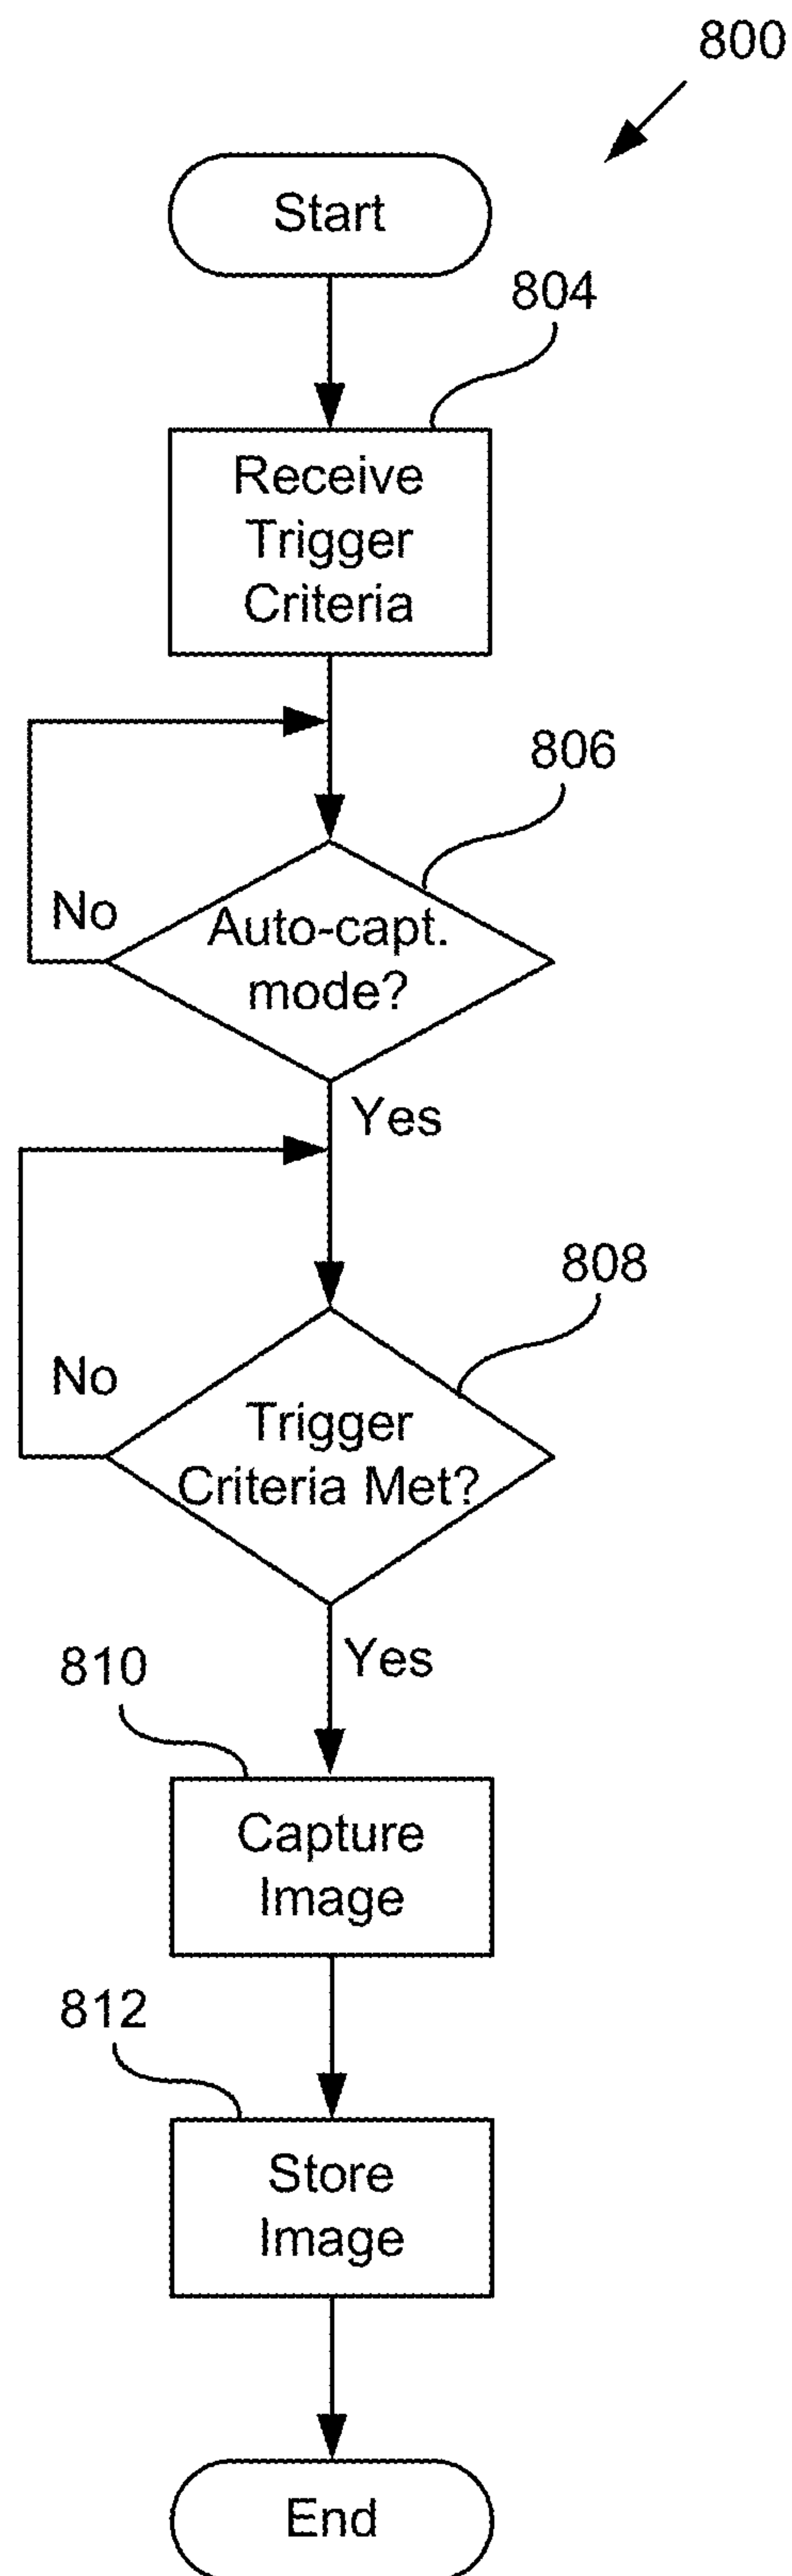 800
Start
804
Receive
Trigger
Criteria
806
No
Auto-capt.
mode?
Yes
808
No
Trigger
Criteria Met?
Yes
810
Capture
Image
812
Store
Image
End